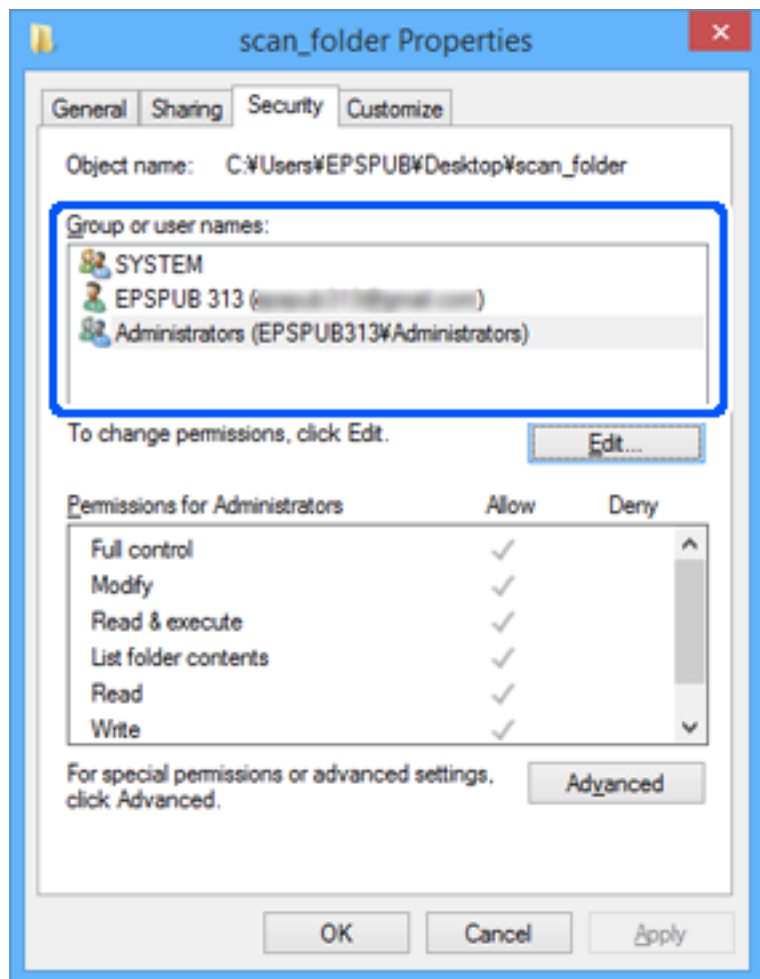 scan_folder Properties
General Sharing Security Customize
Object name: C:¥Users¥EPSPUB¥Desktop¥scan_folder
Group or user names:
SYSTEM
EPSPUB 313 ( )
Administrators (EPSPUB313¥Administrators)
To change permissions, click Edit.
Edit...
Permissions for Administrators Allow Deny
Full control
Modify
Read & execute
List folder contents
Read
Write
For special permissions or advanced settings,
click Advanced.
Advanced
OK Cancel Apply